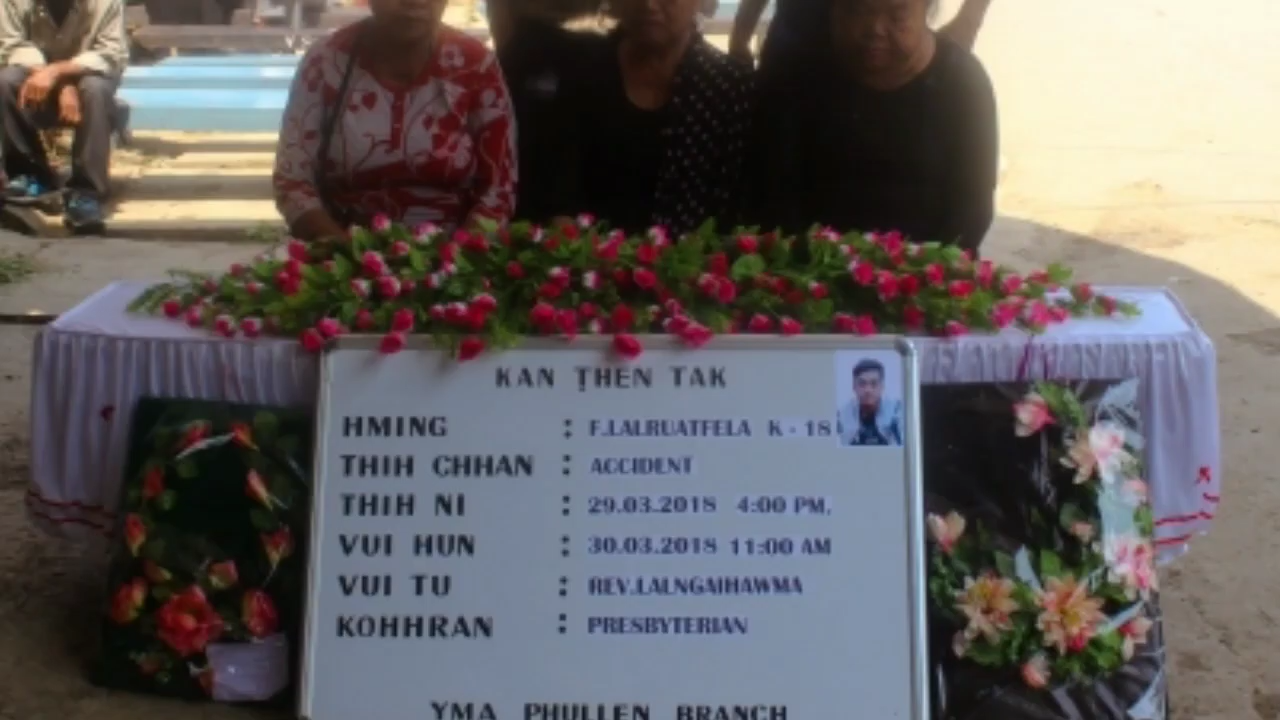 KAN ṬHEN TAK
HMING : F.LALRUATFELA K - 18
THIH CHHAN : ACCIDENT
THIH NI : 29.03.2018 4:00 PM,
VUI HUN : 30.03.2018 11:00 AM
VUI TU : REV.LALNGAIHAWMA
KOHHRAN : PRESBYTERIAN
YMA PHULLEN BRANCH